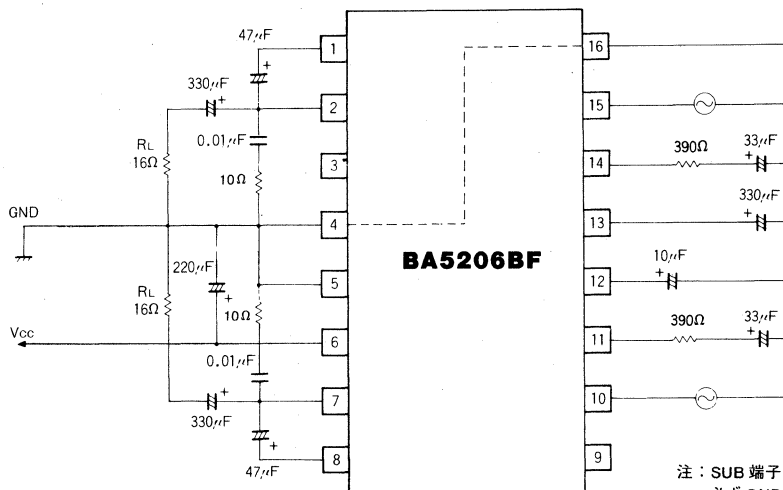 47μF
1
16
330μF
2
15
0.01μF
390Ω
33μF
RL
16Ω
3
14
10Ω
330μF
GND
4
13
BA5206BF
220μF
10μF
5
12
RL
16Ω
10Ω
390Ω
33μF
Vcc
6
11
0.01μF
7
10
330μF
8
9
47μF
注：SUB 端子